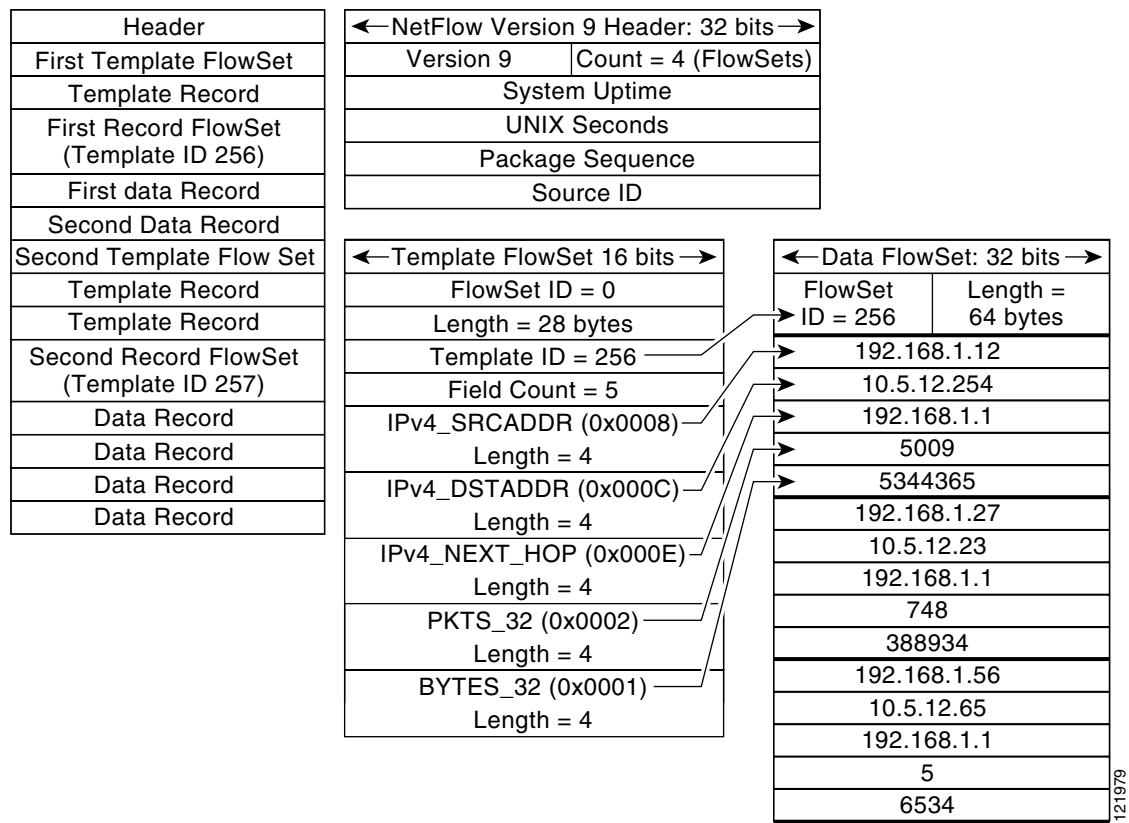 Header
First Template FlowSet
Template Record
First Record FlowSet
(Template ID 256)
First data Record
Second Data Record
Second Template Flow Set
Template Record
Template Record
Second Record FlowSet
(Template ID 257)
Data Record
Data Record
Data Record
Data Record
NetFlow Version 9 Header: 32 bits
Version 9
Count = 4 (FlowSets)
System Uptime
UNIX Seconds
Package Sequence
Source ID
Template FlowSet 16 bits
FlowSet ID = 0
Length = 28 bytes
Template ID = 256
Field Count = 5
IPv4_SRCADDR (0x0008)
Length = 4
IPv4_DSTADDR (0x000C)
Length = 4
IPv4_NEXT_HOP (0x000E)
Length = 4
PKTS_32 (0x0002)
Length = 4
BYTES_32 (0x0001)
Length = 4
Data FlowSet: 32 bits
FlowSet
ID = 256
Length =
64 bytes
192.168.1.12
10.5.12.254
192.168.1.1
5009
5344365
192.168.1.27
10.5.12.23
192.168.1.1
748
388934
192.168.1.56
10.5.12.65
192.168.1.1
5
6534
121979